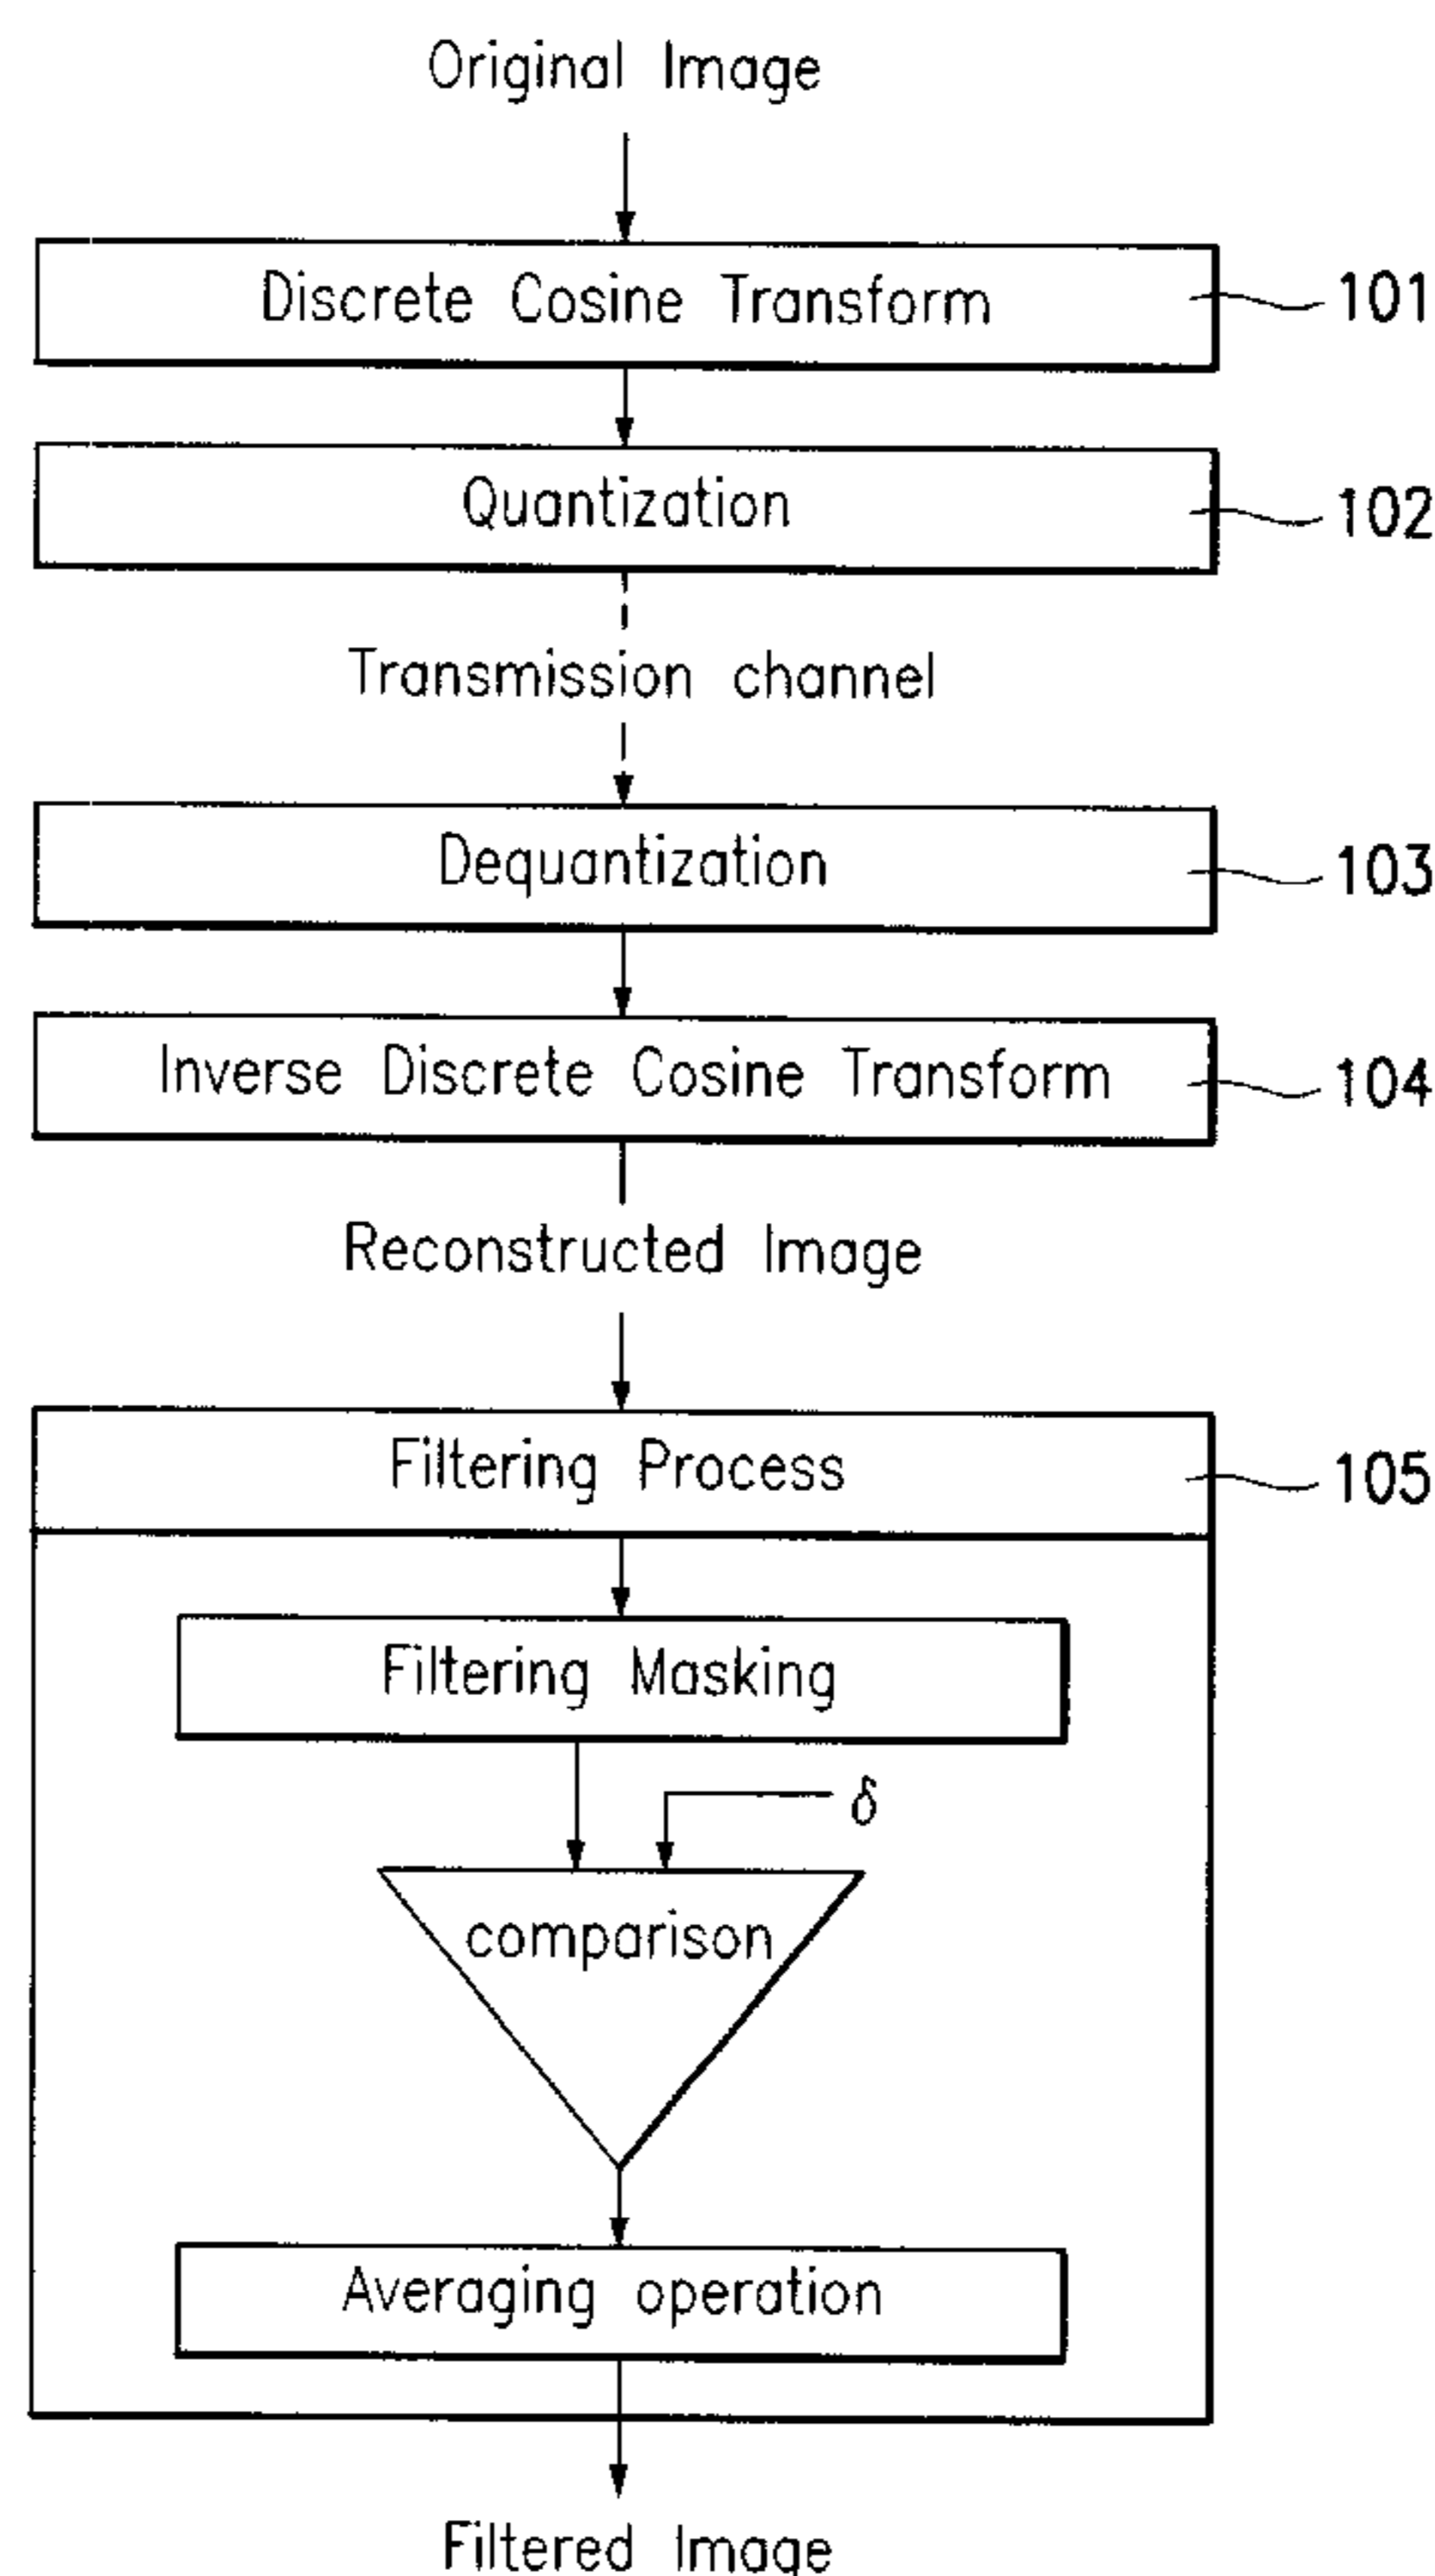 Original Image
Discrete Cosine Transform
101
Quantization
102
Transmission channel
Dequantization
103
Inverse Discrete Cosine Transform
104
Reconstructed Image
Filtering Process
105
Filtering Masking
δ
comparison
Averaging operation
Filtered Image